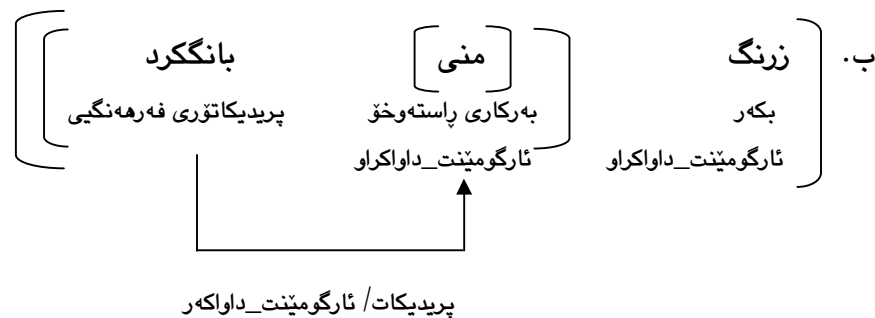 ب. زرنگ منی بانگکرد
بکەر بەرکاری ڕاستەوخۆ پریدیکاتۆری فەرهەنگیی
ئارگومێنت_داواکراو ئارگومێنت_داواکراو
پریدیکات/ ئارگومێنت_داواکەر